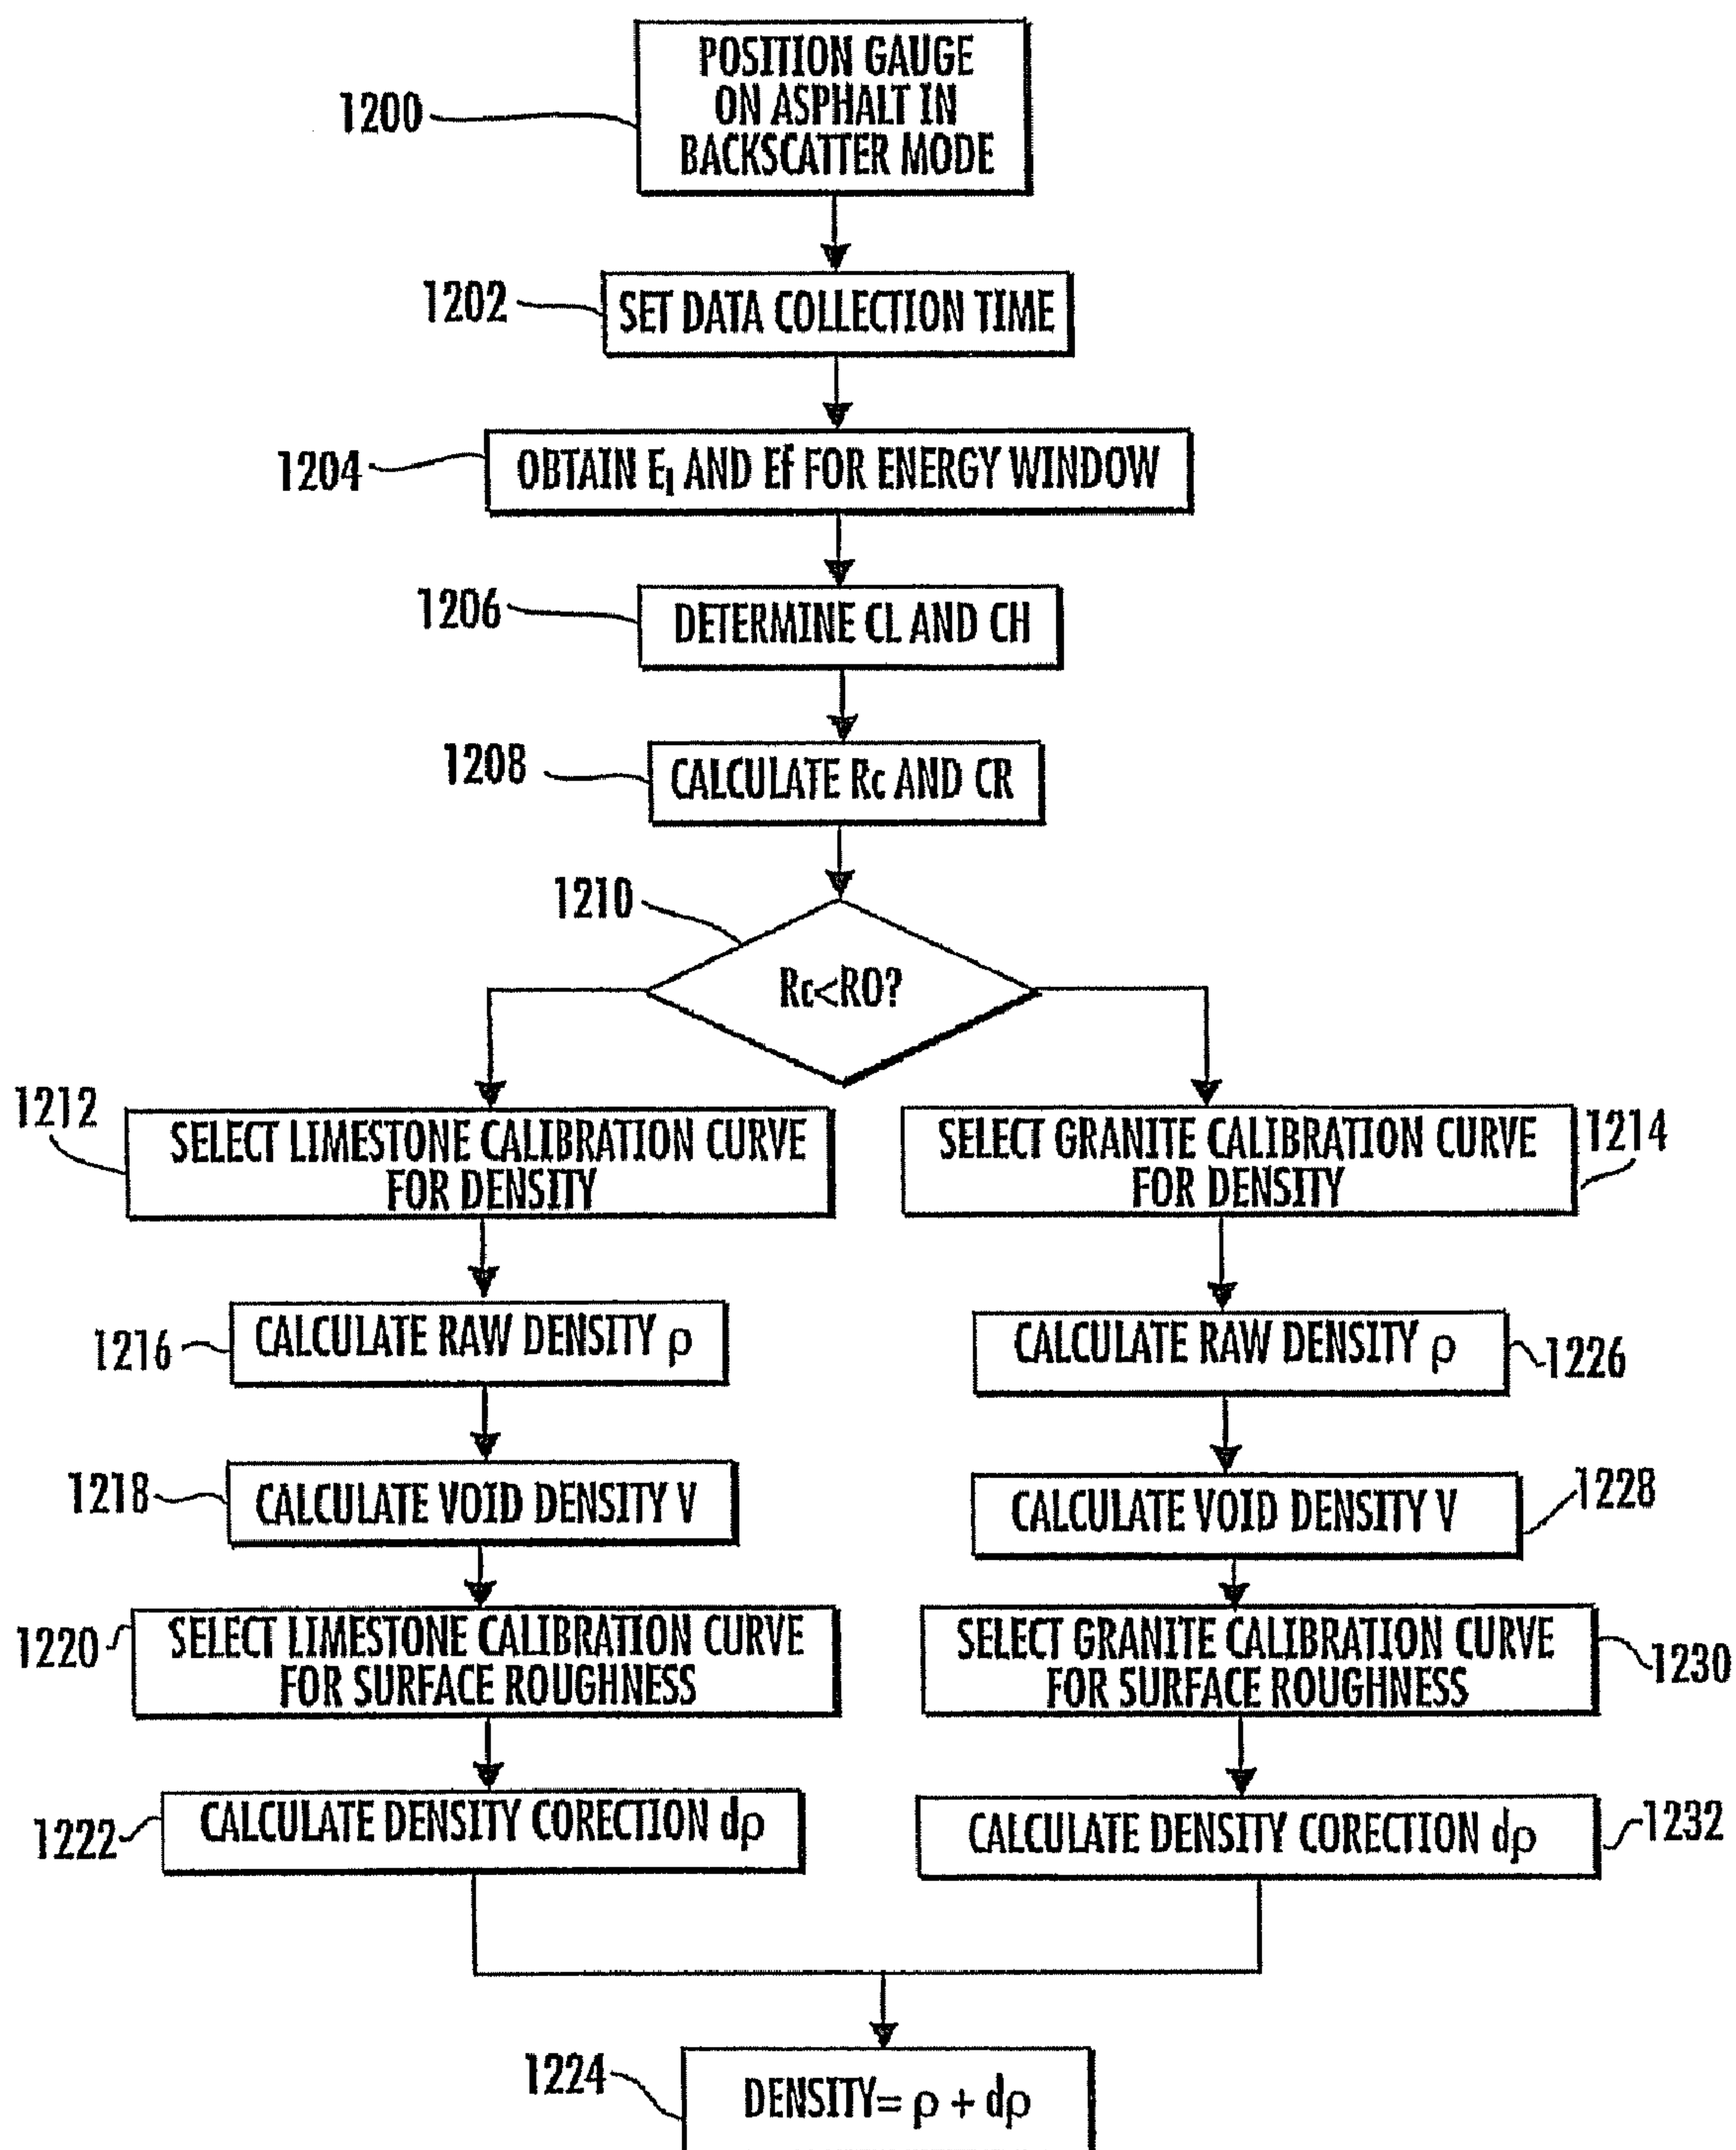 POSITION GAUGE
ON ASPHALT IN
BACKSCATTER MODE
1200
1202
SET DATA COLLECTION TIME
1204
OBTAIN E₁ AND Ef FOR ENERGY WINDOW
1206
DETERMINE CL AND CH
1208
CALCULATE Rc AND CR
1210
Rc<RO?
1212
SELECT LIMESTONE CALIBRATION CURVE
FOR DENSITY
SELECT GRANITE CALIBRATION CURVE
FOR DENSITY
1214
1216
CALCULATE RAW DENSITY ρ
CALCULATE RAW DENSITY ρ
1226
1218
CALCULATE VOID DENSITY V
CALCULATE VOID DENSITY V
1228
1220
SELECT LIMESTONE CALIBRATION CURVE
FOR SURFACE ROUGHNESS
SELECT GRANITE CALIBRATION CURVE
FOR SURFACE ROUGHNESS
1230
1222
CALCULATE DENSITY CORECTION dρ
CALCULATE DENSITY CORECTION dρ
1232
1224
DENSITY= ρ + dρ